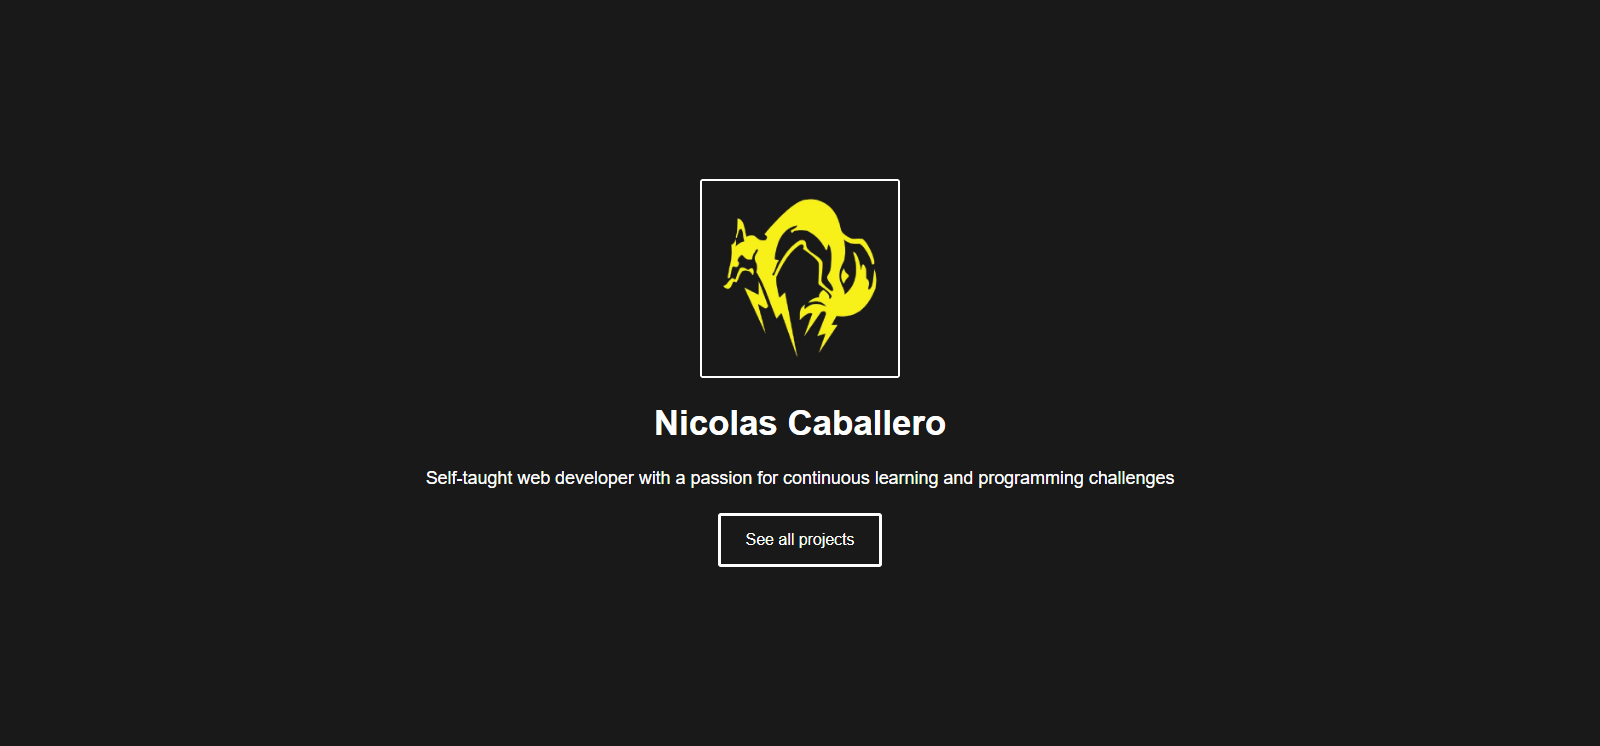 Nicolas Caballero
Self-taught web developer with a passion for continuous learning and programming challenges
See all projects